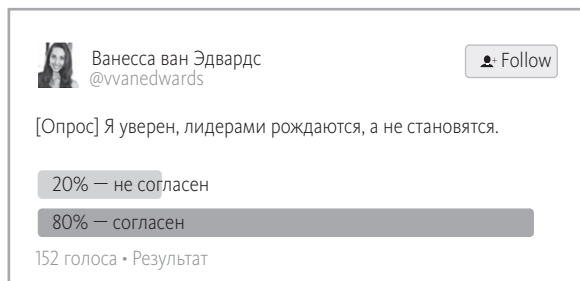 Ванесса ван Эдвардс
@vvanedwards
Follow
[Опрос] Я уверен, лидерами рождаются, а не становятся.
20% — не согласен
80% — согласен
152 голоса • Результат